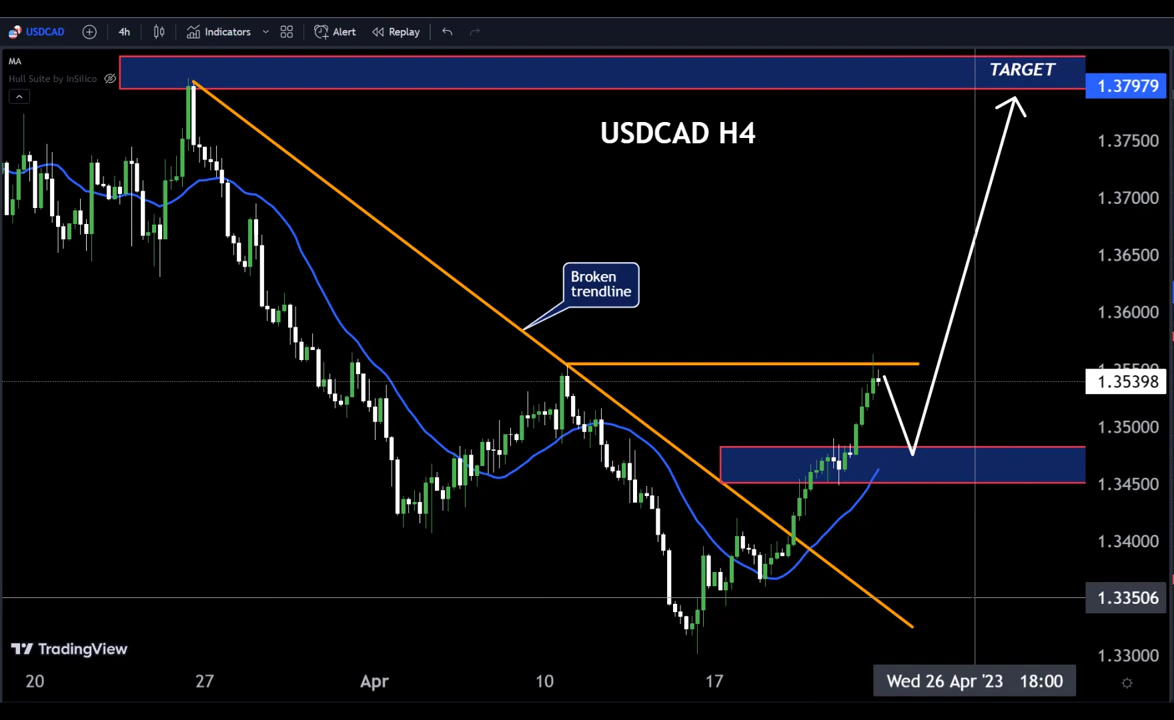 USDCAD 4h Indicators Alert Replay
MA
Hull Suite by InSilico
TARGET
1.37979
USDCAD H4
1.37500
1.37000
1.36500
Broken
trendline
1.36000
1.35398
1.35000
1.34500
1.34000
1.33506
TradingView
1.33000
20 27 Apr 10 17 Wed 26 Apr '23 18:00